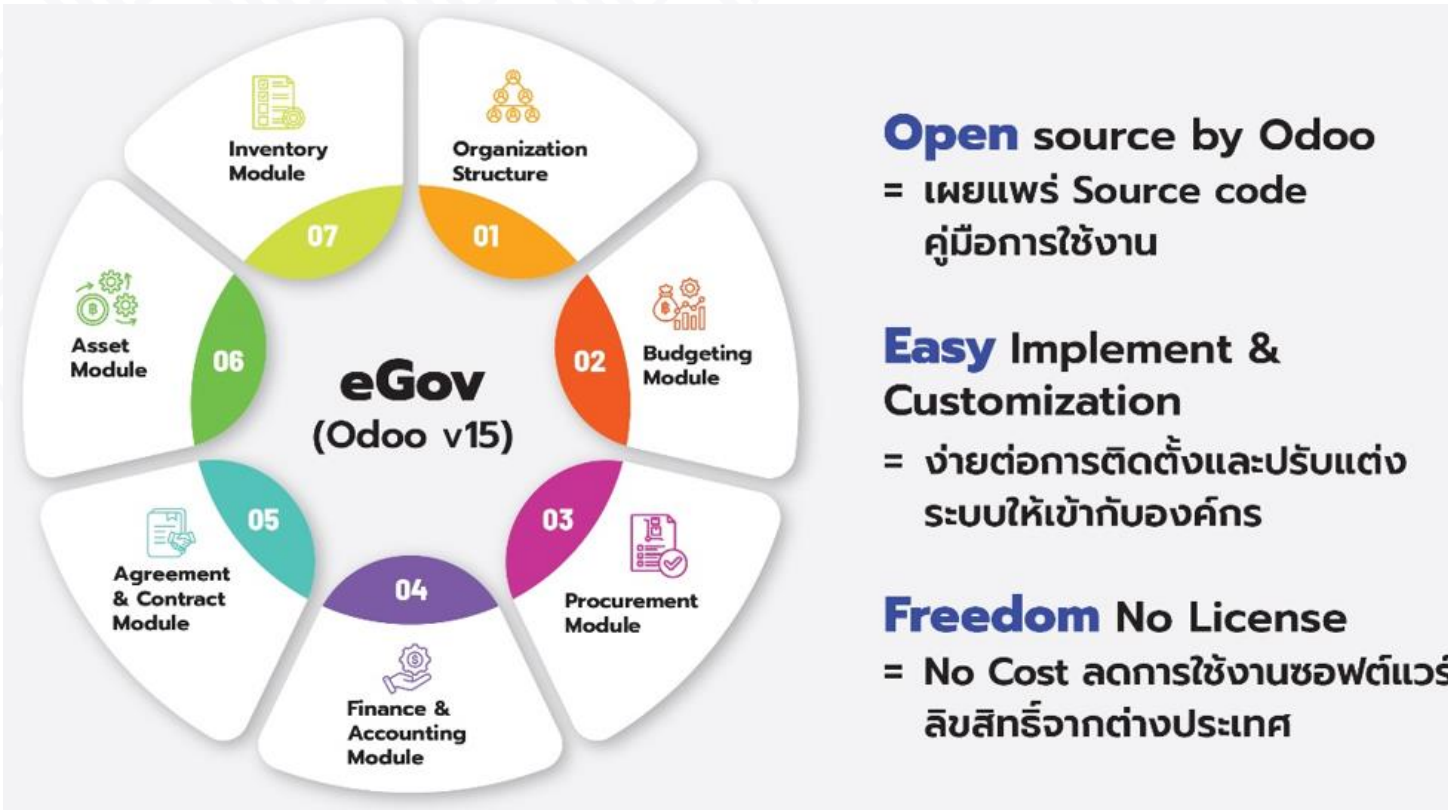 Inventory
Module
07
Organization
Structure
01
Budgeting
Module
02
Procurement
Module
03
Finance &
Accounting
Module
04
Agreement
& Contract
Module
05
Asset
Module
06
eGov
(Odoo v15)
Open source by Odoo
= เผยแพร่ Source code
คู่มือการใช้งาน
Easy Implement &
Customization
= ง่ายต่อการติดตั้งและปรับแต่ง
ระบบให้เข้ากับองค์กร
Freedom No License
= No Cost ลดการใช้งานซอฟต์แวร์
ลิขสิทธิ์จากต่างประเทศ